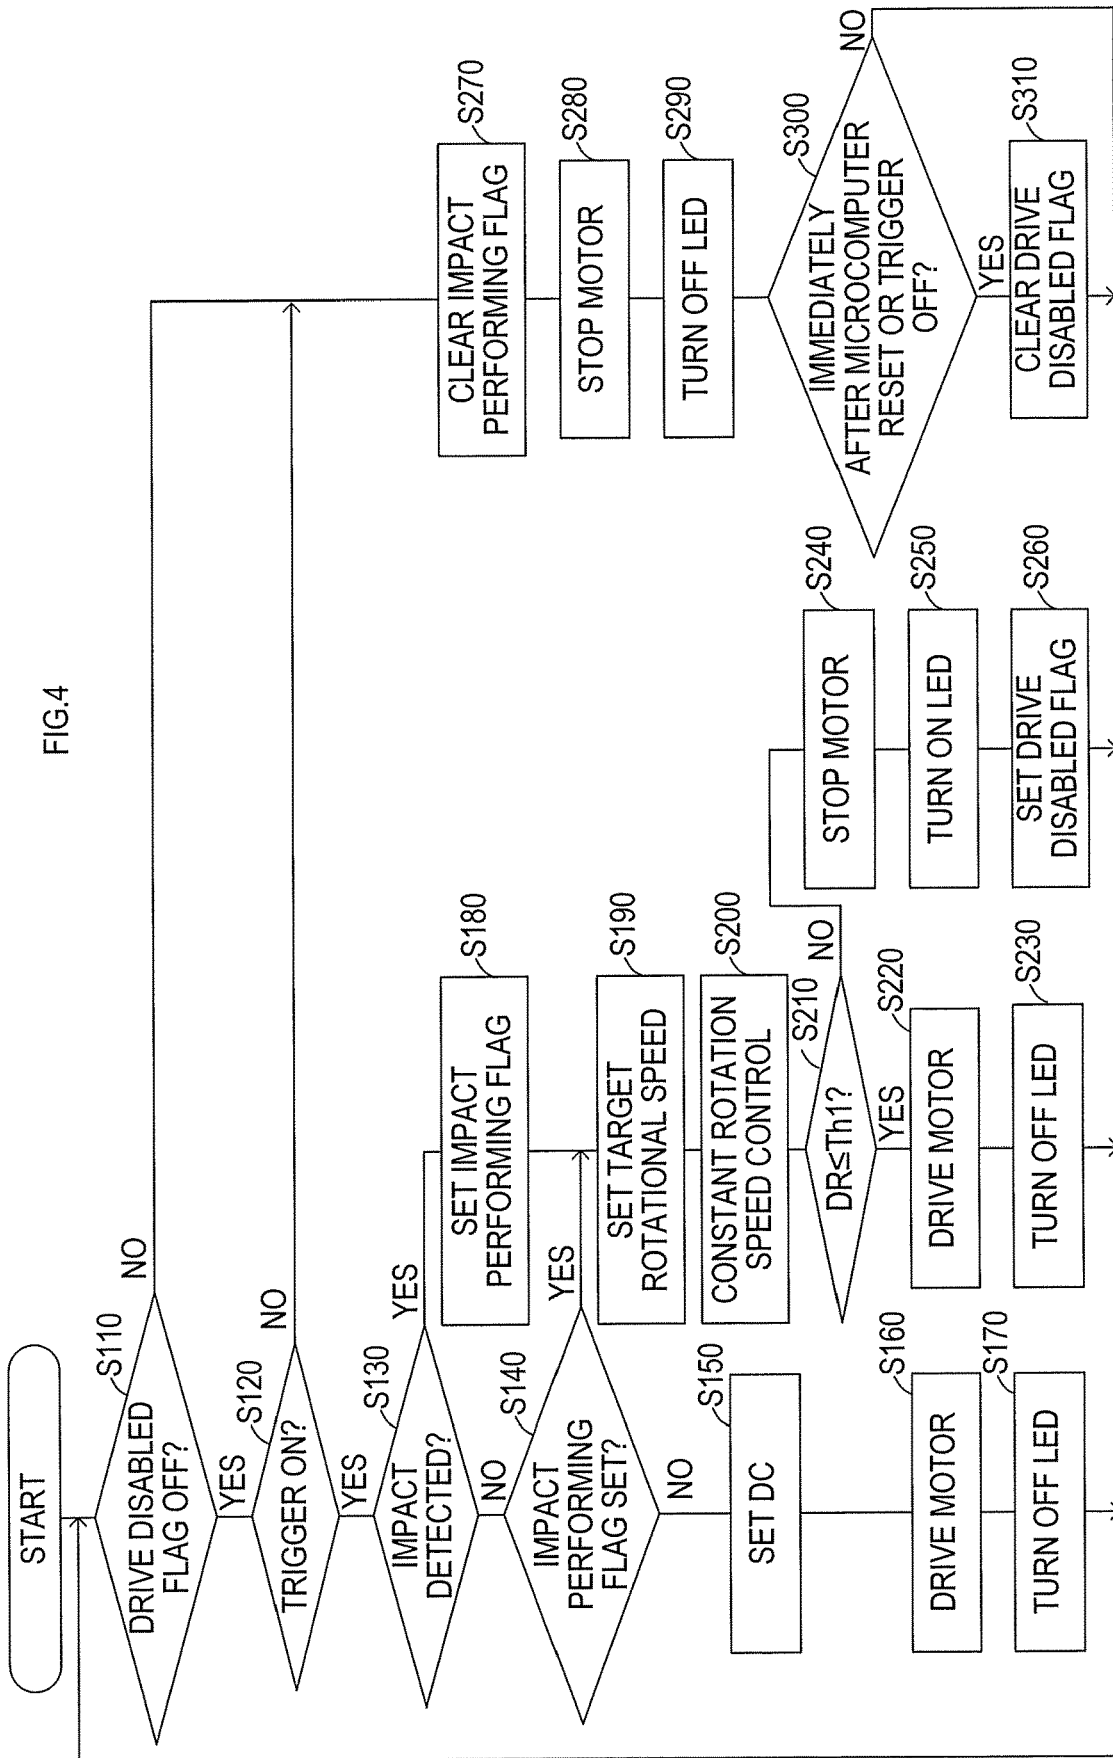 FIG.4
START
DRIVE DISABLED
FLAG OFF?
S110
NO
YES
TRIGGER ON?
S120
NO
YES
IMPACT
DETECTED?
S130
YES
NO
IMPACT
PERFORMING
FLAG SET?
S140
YES
NO
SET DC
S150
DRIVE MOTOR
S160
TURN OFF LED
S170
SET IMPACT
PERFORMING FLAG
S180
SET TARGET
ROTATIONAL SPEED
S190
CONSTANT ROTATION
SPEED CONTROL
S200
DR≤Th1?
S210
NO
YES
DRIVE MOTOR
S220
TURN OFF LED
S230
STOP MOTOR
S240
TURN ON LED
S250
SET DRIVE
DISABLED FLAG
S260
CLEAR IMPACT
PERFORMING FLAG
S270
STOP MOTOR
S280
TURN OFF LED
S290
IMMEDIATELY
AFTER MICROCOMPUTER
RESET OR TRIGGER
OFF?
S300
NO
YES
CLEAR DRIVE
DISABLED FLAG
S310